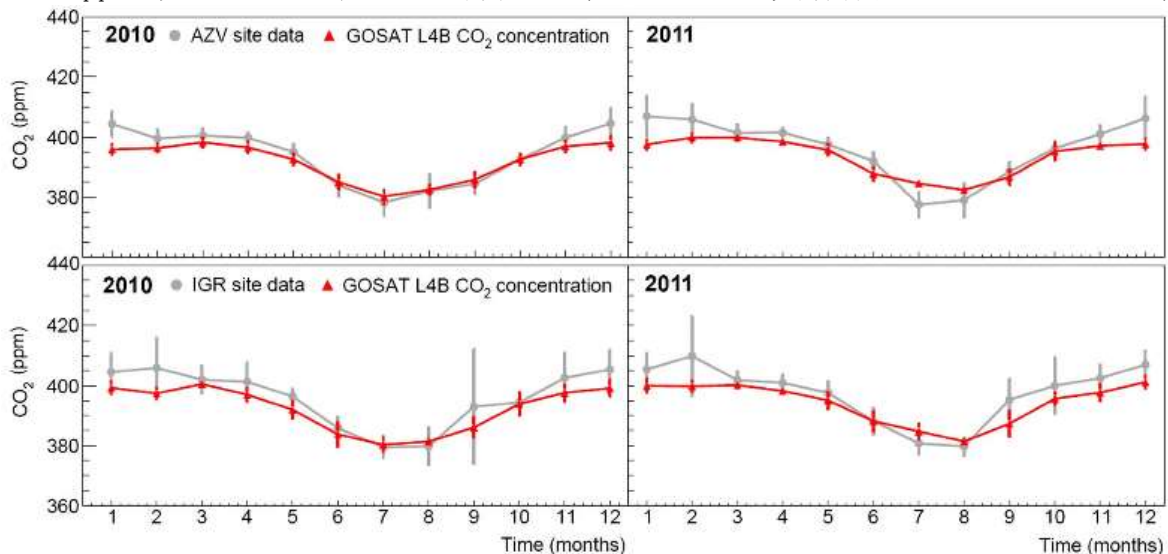 440
2010 AZV site data GOSAT L4B CO2 concentration 2011
420
CO2 (ppm)
400
380
440
2010 IGR site data GOSAT L4B CO2 concentration 2011
420
CO2 (ppm)
400
380
360
1 2 3 4 5 6 7 8 9 10 11 12 1 2 3 4 5 6 7 8 9 10 11 12
Time (months) Time (months)